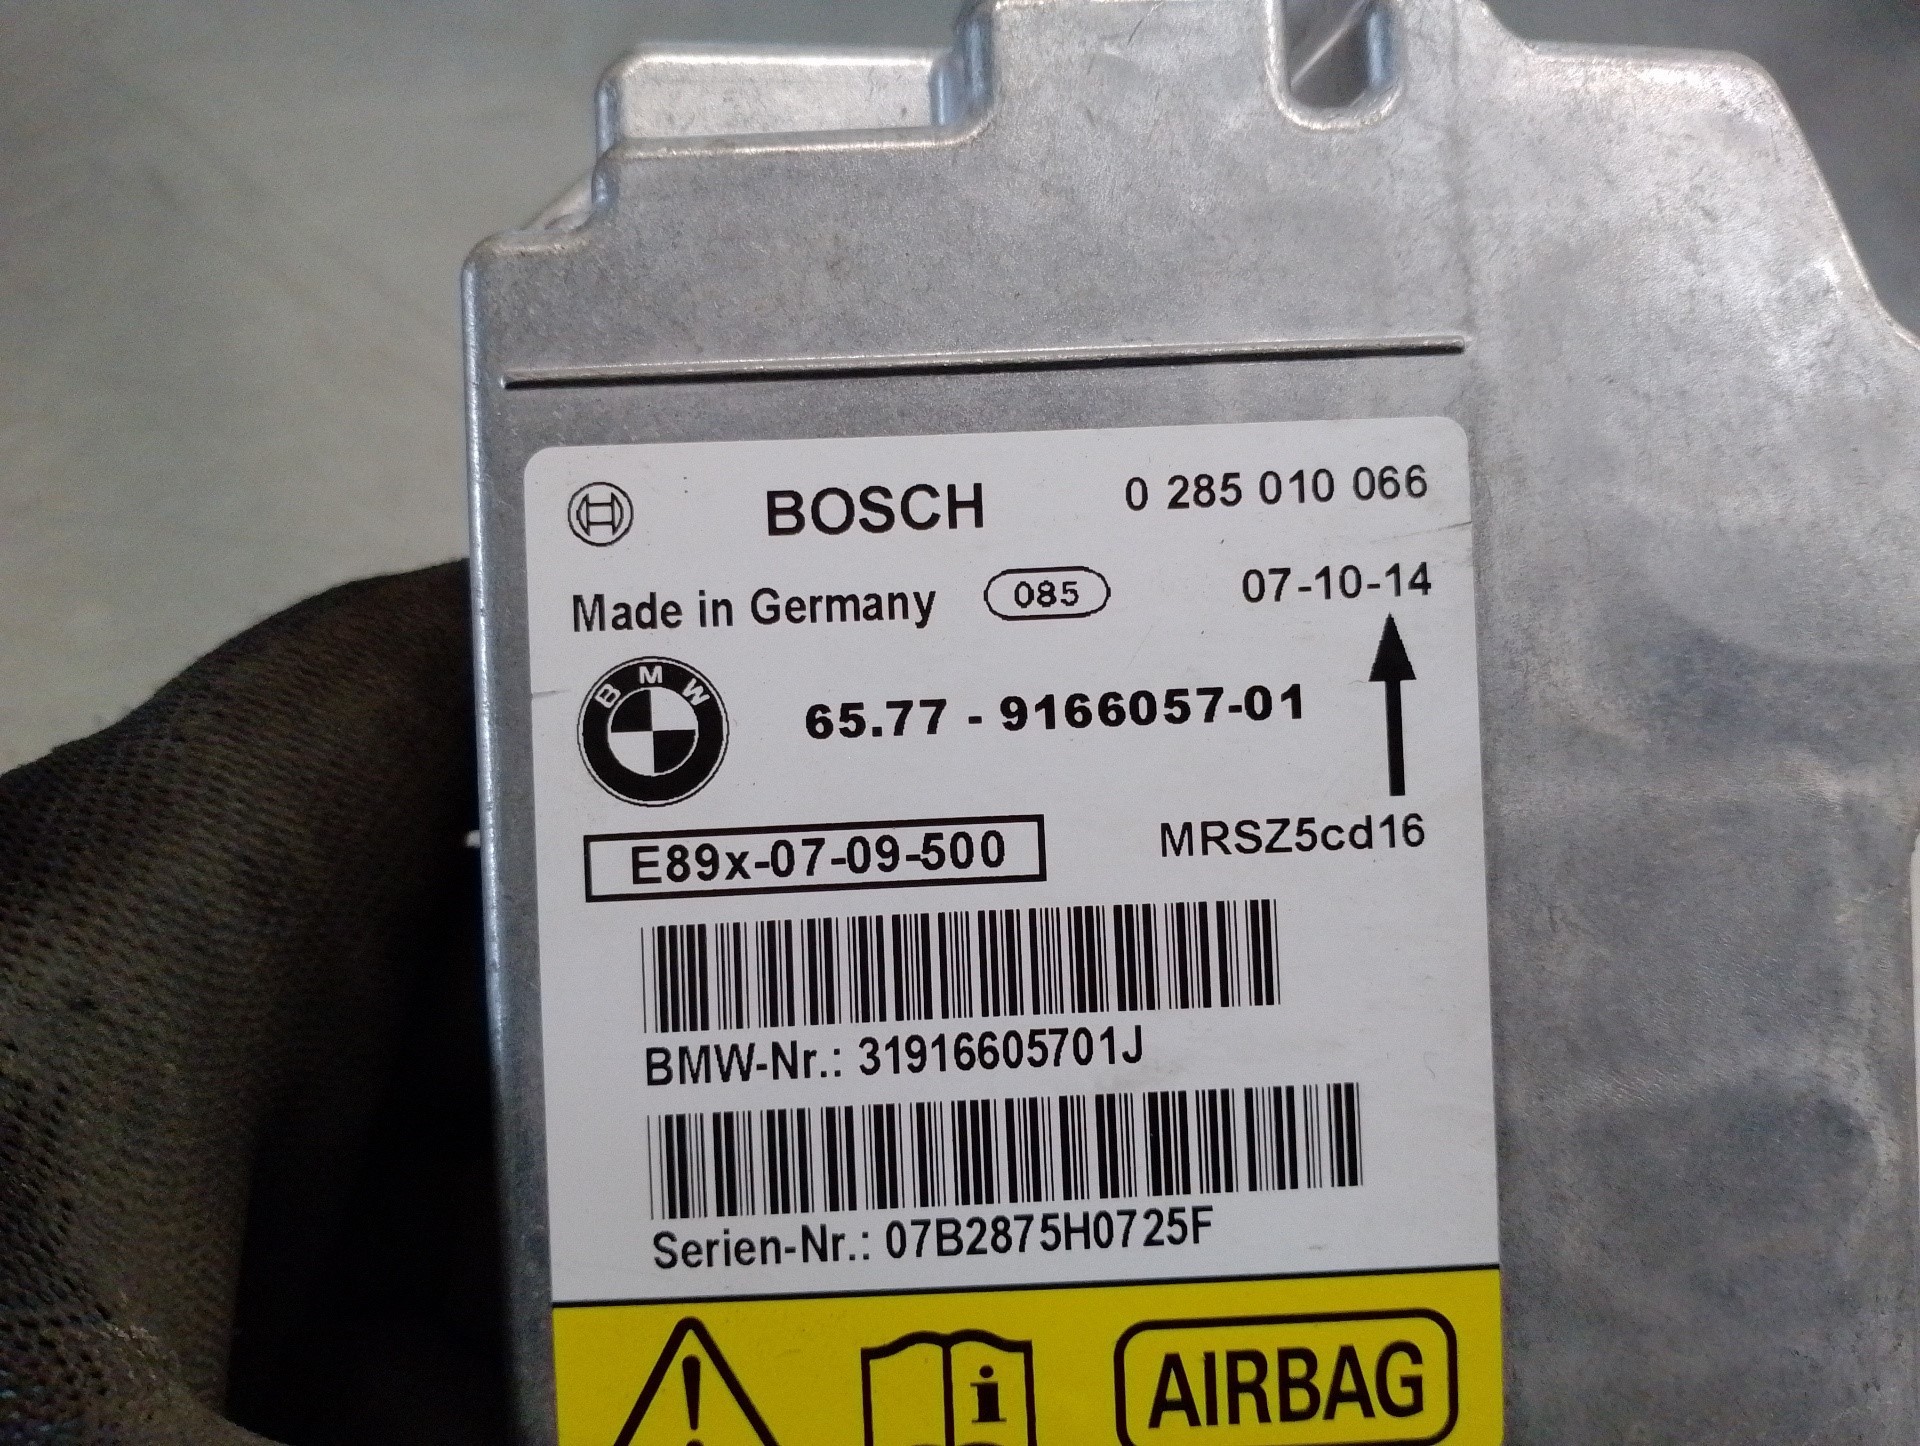 BOSCH 0 285 010 066
Made in Germany 085 07-10-14
BMW
65.77 - 9166057-01
E89x-07-09-500 MRSZ5cd16
BMW-Nr.: 31916605701J
Serien-Nr.: 07B2875H0725F
! i AIRBAG